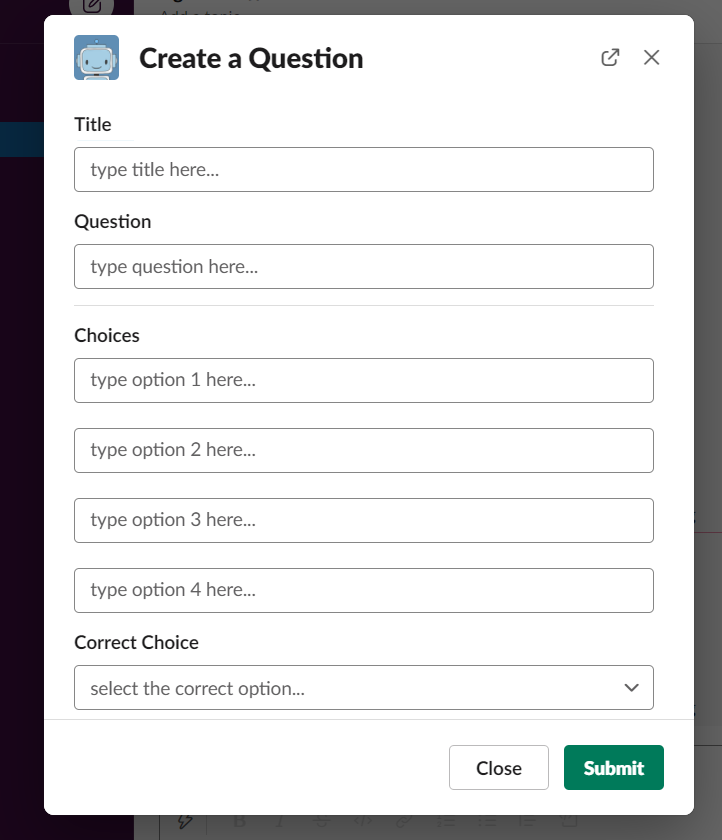 Create a Question
Title
type title here...
Question
type question here...
Choices
type option 1 here...
type option 2 here...
type option 3 here...
type option 4 here...
Correct Choice
select the correct option...
Close
Submit